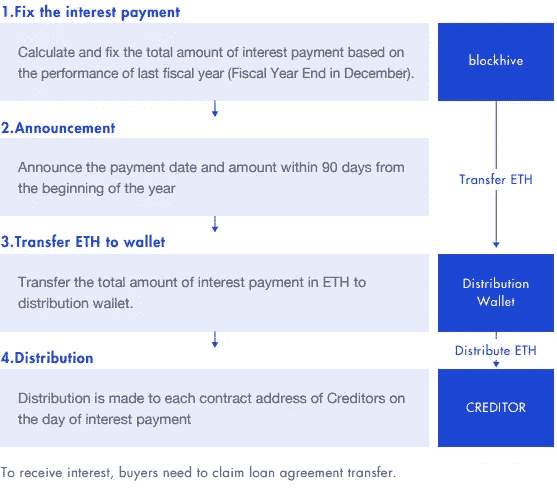 1.Fix the interest payment
Calculate and fix the total amount of interest payment based on
the performance of last fiscal year (Fiscal Year End in December).
blockhive
2.Announcement
Announce the payment date and amount within 90 days from
the beginning of the year
Transfer ETH
3.Transfer ETH to wallet
Transfer the total amount of interest payment in ETH to
distribution wallet.
Distribution
Wallet
Distribute ETH
4.Distribution
Distribution is made to each contract address of Creditors on
the day of interest payment
CREDITOR
To receive interest, buyers need to claim loan agreement transfer.